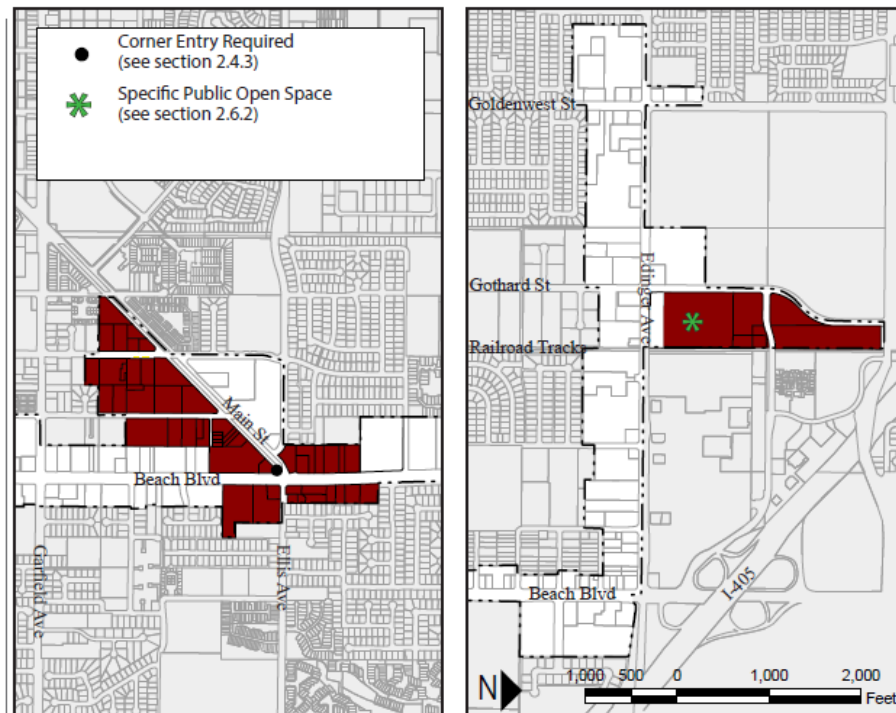 Corner Entry Required
(see section 2.4.3)
Specific Public Open Space
(see section 2.6.2)
Main St
Beach Blvd
Garfield Ave
Ellis Ave
Goldenwest St
Edinger Ave
Gothard St
Railroad Tracks
I-405
Beach Blvd
N
1,000 500 0 1,000 2,000
Feet